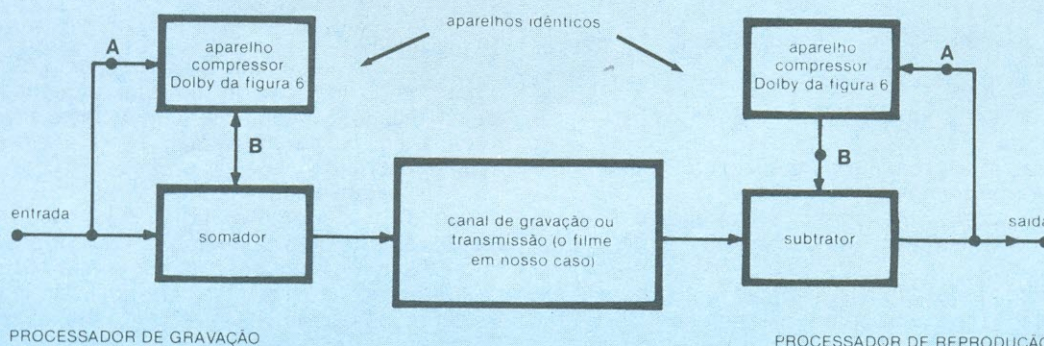 aparelhos idênticos
A
aparelho
compressor
Dolby da figura 6
B
entrada
somador
canal de gravação ou
transmissão (o filme
em nosso caso)
aparelho
compressor
Dolby da figura 6
A
B
subtrator
saída
PROCESSADOR DE GRAVAÇÃO
PROCESSADOR DE REPRODUÇÃO